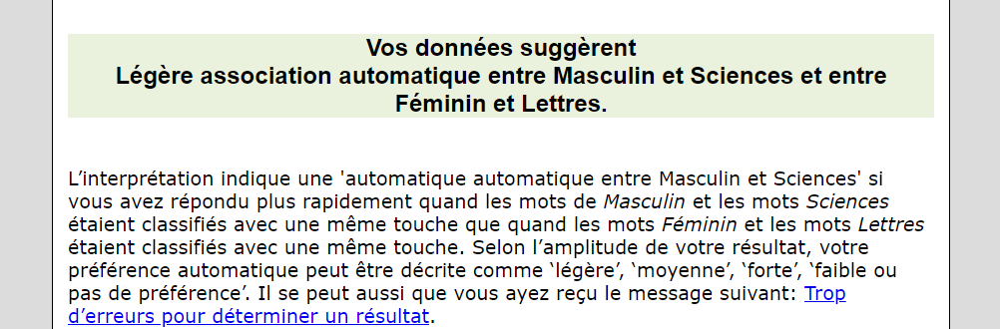 Vos données suggèrent
Légère association automatique entre Masculin et Sciences et entre
Féminin et Lettres.
L’interprétation indique une 'automatique automatique entre Masculin et Sciences' si
vous avez répondu plus rapidement quand les mots de Masculin et les mots Sciences
étaient classifiés avec une même touche que quand les mots Féminin et les mots Lettres
étaient classifiés avec une même touche. Selon l’amplitude de votre résultat, votre
préférence automatique peut être décrite comme ‘légère’, ‘moyenne’, ‘forte’, ‘faible ou
pas de préférence’. Il se peut aussi que vous ayez reçu le message suivant: Trop
d’erreurs pour déterminer un résultat.